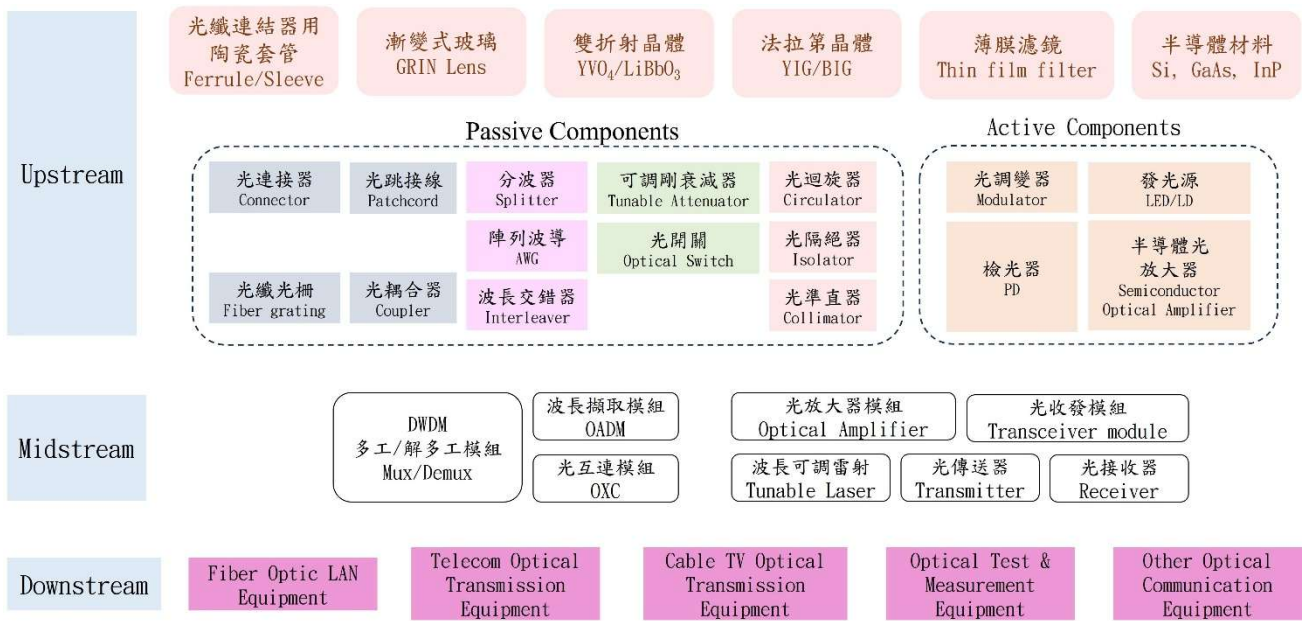 Upstream
光纖連結器用
陶瓷套管
Ferrule/Sleeve
漸變式玻璃
GRIN Lens
雙折射晶體
YVO₄/LiBbO₃
法拉第晶體
YIG/BIG
薄膜濾鏡
Thin film filter
半導體材料
Si, GaAs, InP
Passive Components
光連接器
Connector
光跳接線
Patchcord
分波器
Splitter
可調剛衰減器
Tunable Attenuator
光迴旋器
Circulator
陣列波導
AWG
光開關
Optical Switch
光隔絕器
Isolator
光纖光柵
Fiber grating
光耦合器
Coupler
波長交錯器
Interleaver
光準直器
Collimator
Active Components
光調變器
Modulator
發光源
LED/LD
檢光器
PD
半導體光
放大器
Semiconductor
Optical Amplifier
Midstream
DWDM
多工/解多工模組
Mux/Demux
波長擷取模組
OADM
光互連模組
OXC
光放大器模組
Optical Amplifier
光收發模組
Transceiver module
波長可調雷射
Tunable Laser
光傳送器
Transmitter
光接收器
Receiver
Downstream
Fiber Optic LAN
Equipment
Telecom Optical
Transmission
Equipment
Cable TV Optical
Transmission
Equipment
Optical Test &
Measurement
Equipment
Other Optical
Communication
Equipment